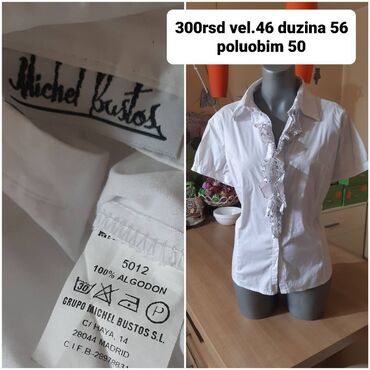 300rsd vel.46 duzina 56
poluobim 50
Michel Bustos
5012
100% ALGODON
30
P
GRUPO MICHEL BUSTOS S.L.
C/ HAYA, 14
28044 MADRID
C.I.F.B-28978831